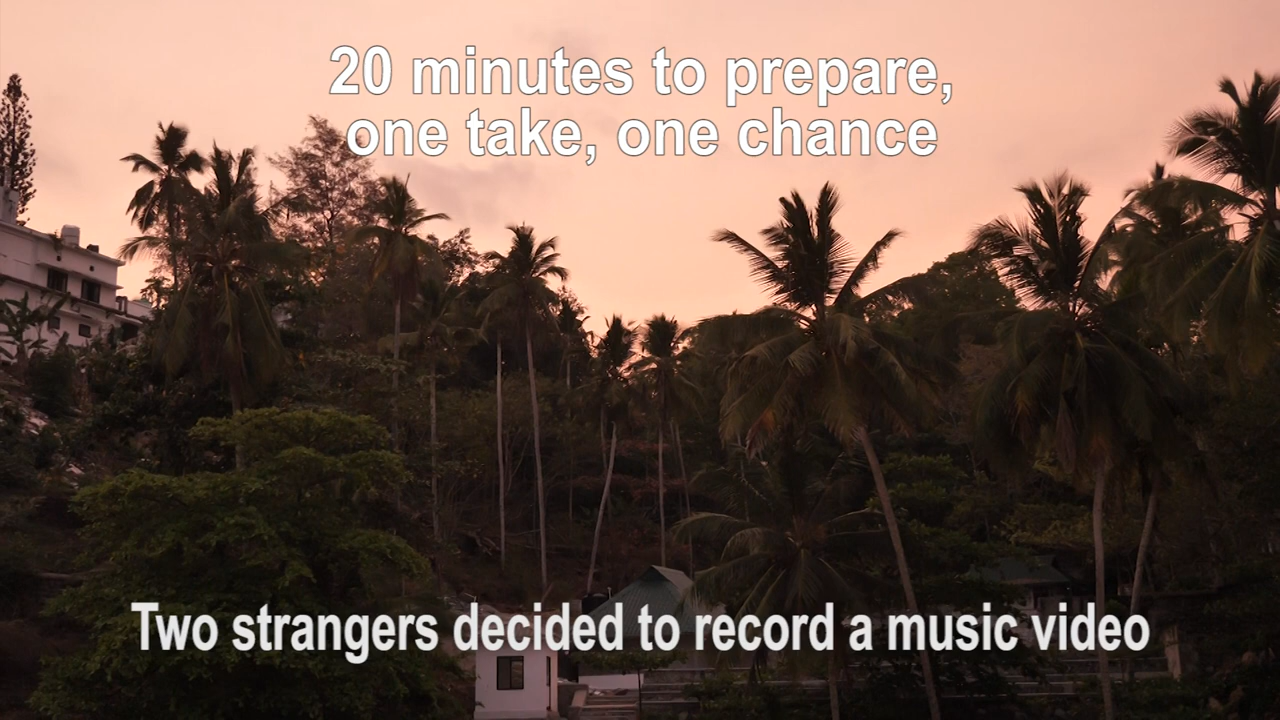 20 minutes to prepare,
one take, one chance
Two strangers decided to record a music video